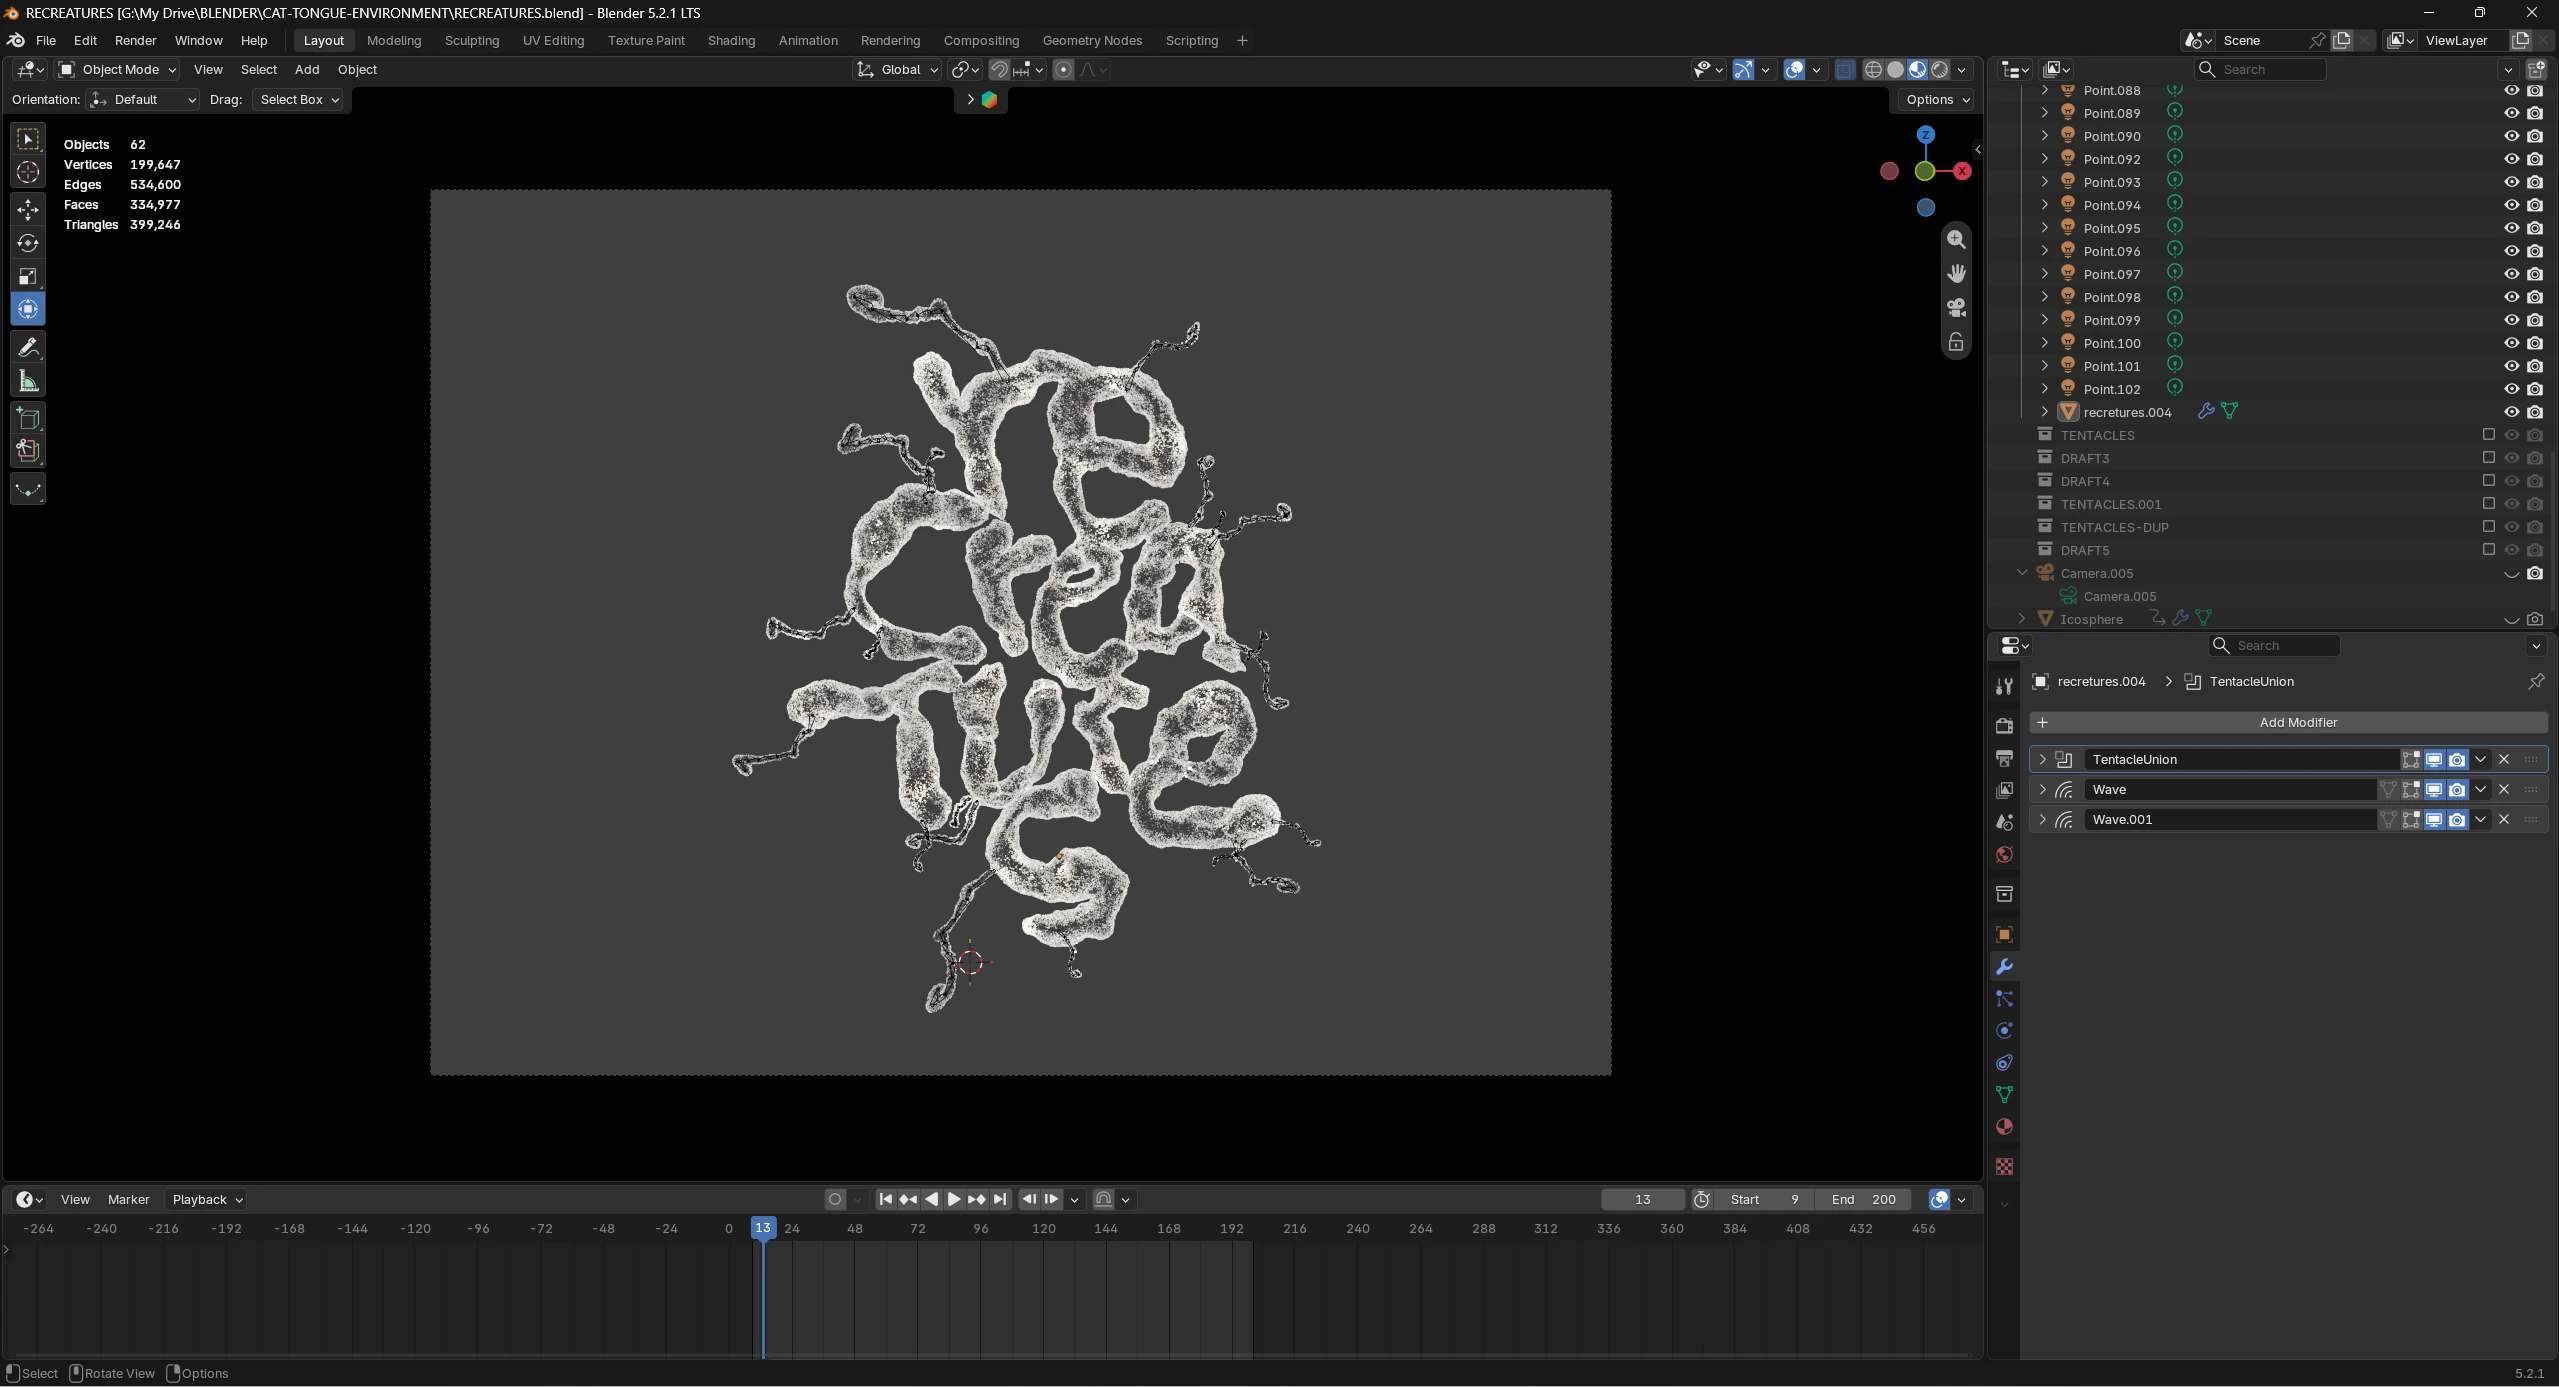 RECREATURES [G:\My Drive\BLENDER\CAT-TONGUE-ENVIRONMENT\RECREATURES.blend] - Blender 5.2.1 LTS
File Edit Render Window Help Layout Modeling Sculpting UV Editing Texture Paint Shading Animation Rendering Compositing Geometry Nodes Scripting + Scene ViewLayer
Object Mode View Select Add Object Global Search
Orientation: Default Drag: Select Box Options
Objects 62
Vertices 199,647
Edges 534,600
Faces 334,977
Triangles 399,246
Z
X
recreatures
Point.088
Point.089
Point.090
Point.092
Point.093
Point.094
Point.095
Point.096
Point.097
Point.098
Point.099
Point.100
Point.101
Point.102
recretures.004
TENTACLES
DRAFT3
DRAFT4
TENTACLES.001
TENTACLES-DUP
DRAFT5
Camera.005
Camera.005
Icosphere
Search
recretures.004 > TentacleUnion
+ Add Modifier
TentacleUnion
Wave
Wave.001
View Marker Playback 13 Start 9 End 200
-264 -240 -216 -192 -168 -144 -120 -96 -72 -48 -24 0 13 24 48 72 96 120 144 168 192 216 240 264 288 312 336 360 384 408 432 456
Select Rotate View Options 5.2.1